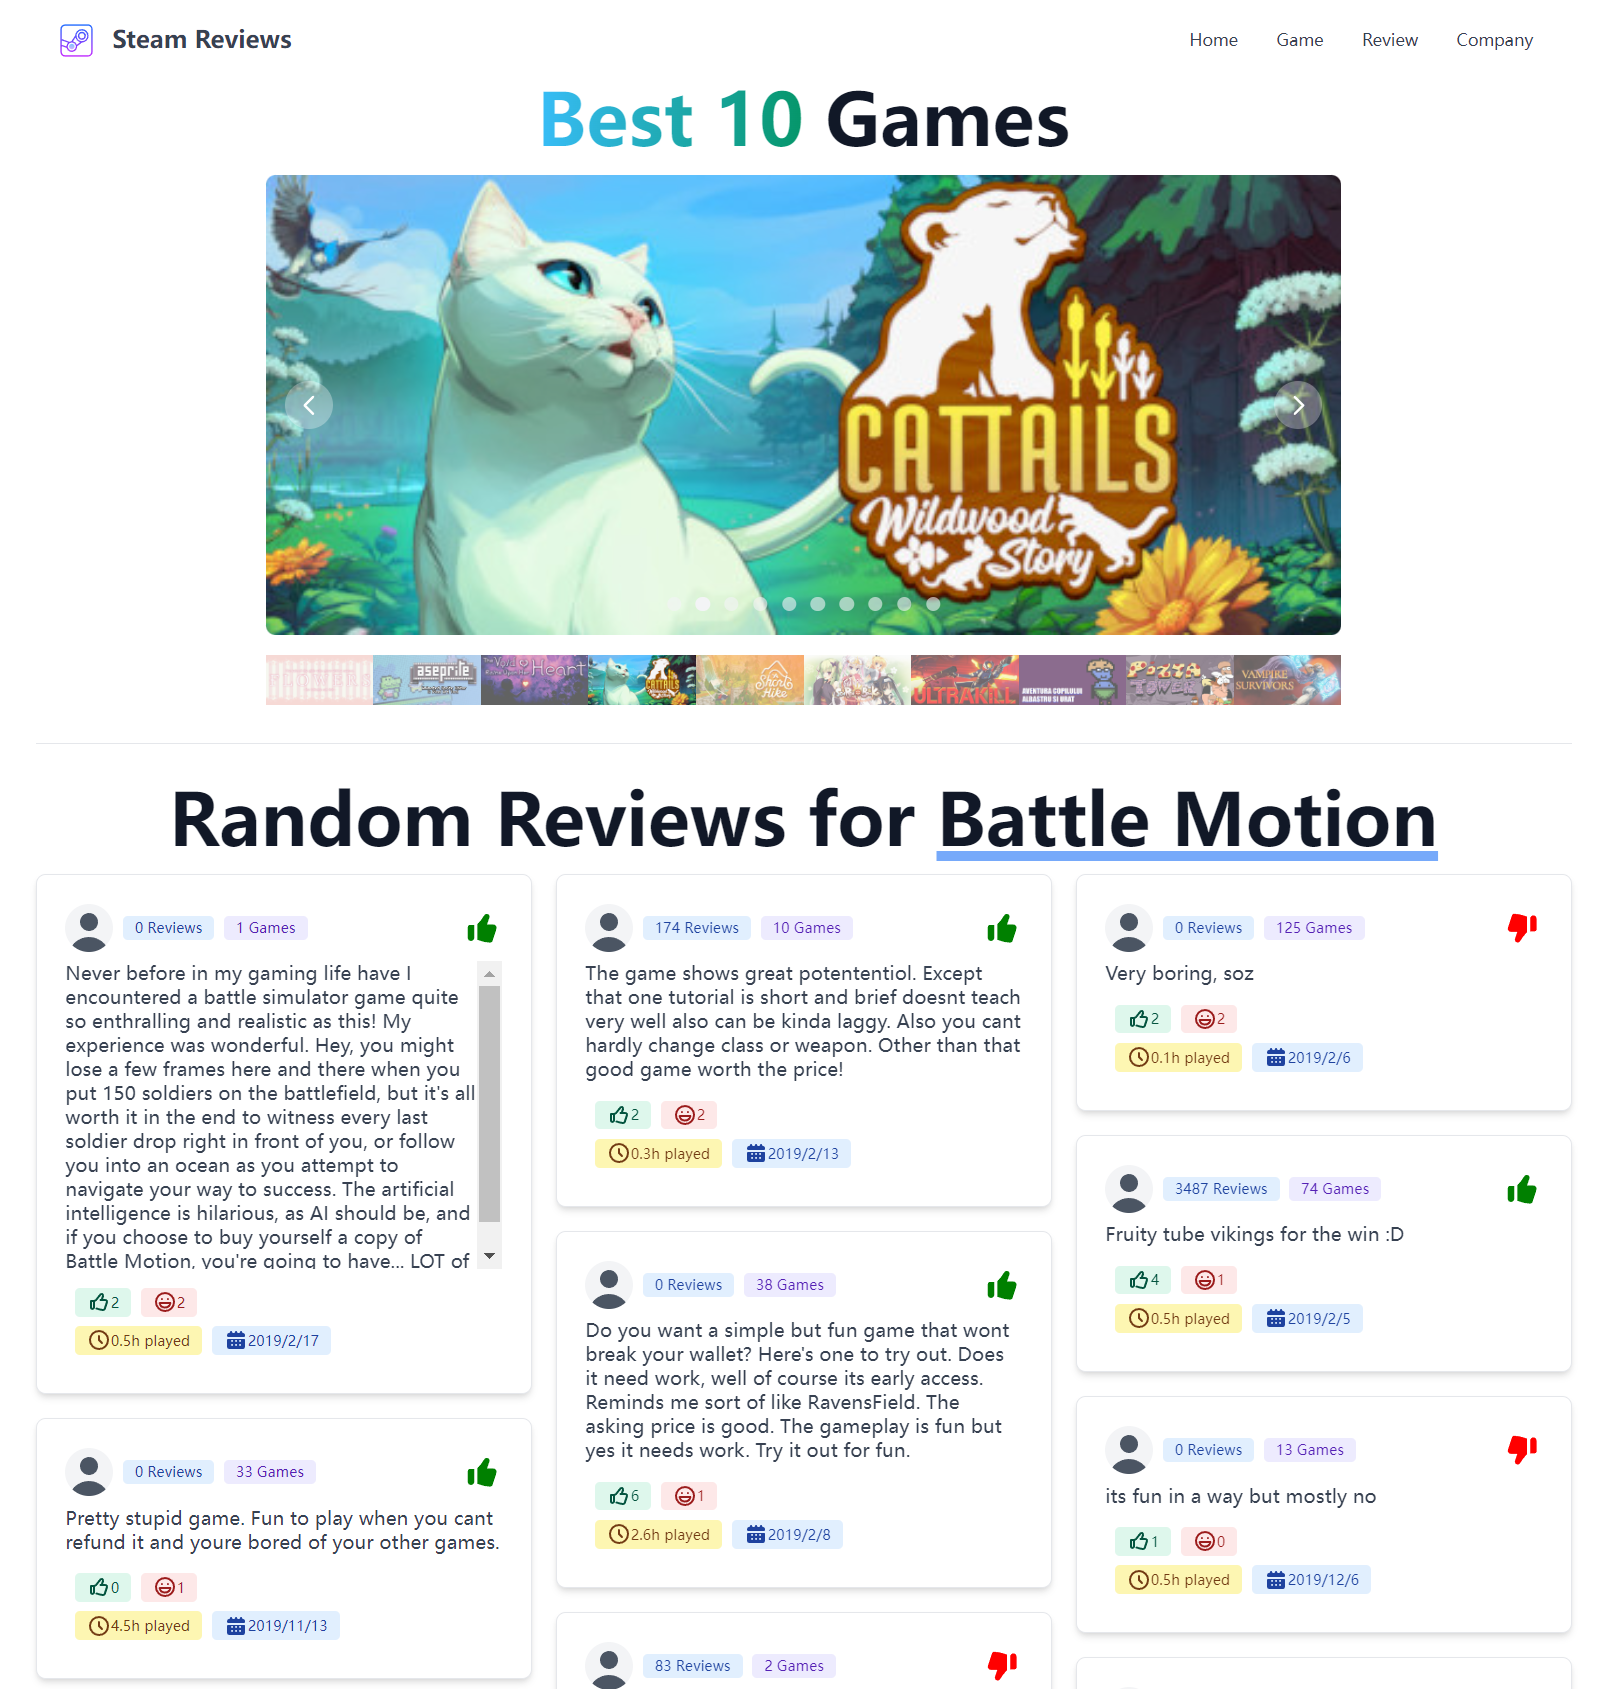 Steam Reviews
Home
Game
Review
Company
Best 10 Games
CATTAILS
Wildwood
Story
aseprite
The Void
Heart
CATTAILS
A Short
Hike
ULTRAKILL
AVENTURA COPILULUI
ALBASTRU SI URAT
PIZZA
TOWER
VAMPIRE
SURVIVORS
Random Reviews for Battle Motion
0 Reviews
1 Games
Never before in my gaming life have I
encountered a battle simulator game quite
so enthralling and realistic as this! My
experience was wonderful. Hey, you might
lose a few frames here and there when you
put 150 soldiers on the battlefield, but it's all
worth it in the end to witness every last
soldier drop right in front of you, or follow
you into an ocean as you attempt to
navigate your way to success. The artificial
intelligence is hilarious, as AI should be, and
if you choose to buy yourself a copy of
Battle Motion, you're going to have... LOT of
2
2
0.5h played
2019/2/17
0 Reviews
33 Games
Pretty stupid game. Fun to play when you cant
refund it and youre bored of your other games.
0
1
4.5h played
2019/11/13
174 Reviews
10 Games
The game shows great potententiol. Except
that one tutorial is short and brief doesnt teach
very well also can be kinda laggy. Also you cant
hardly change class or weapon. Other than that
good game worth the price!
2
2
0.3h played
2019/2/13
0 Reviews
38 Games
Do you want a simple but fun game that wont
break your wallet? Here's one to try out. Does
it need work, well of course its early access.
Reminds me sort of like RavensField. The
asking price is good. The gameplay is fun but
yes it needs work. Try it out for fun.
6
1
2.6h played
2019/2/8
83 Reviews
2 Games
0 Reviews
125 Games
Very boring, soz
2
2
0.1h played
2019/2/6
3487 Reviews
74 Games
Fruity tube vikings for the win :D
4
1
0.5h played
2019/2/5
0 Reviews
13 Games
its fun in a way but mostly no
1
0
0.5h played
2019/12/6